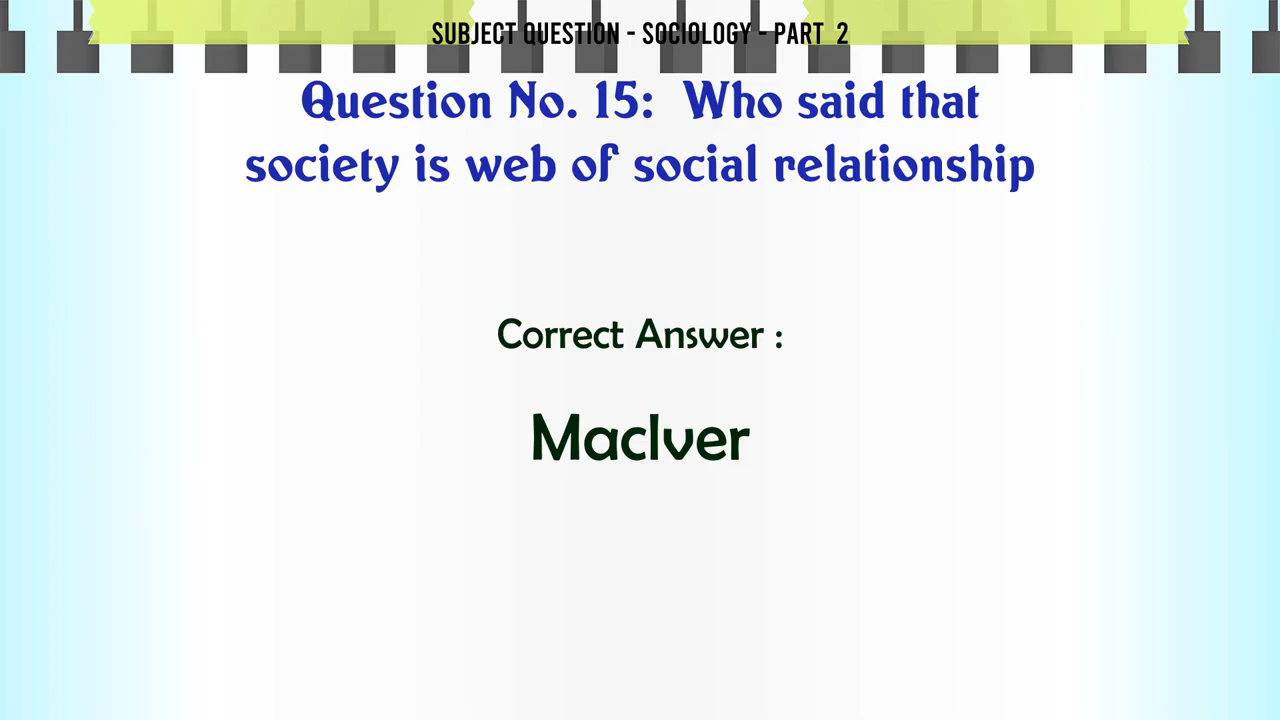 SUBJECT QUESTION - SOCIOLOGY - PART 2
Question No. 15: Who said that
society is web of social relationship
Correct Answer :
MacIver